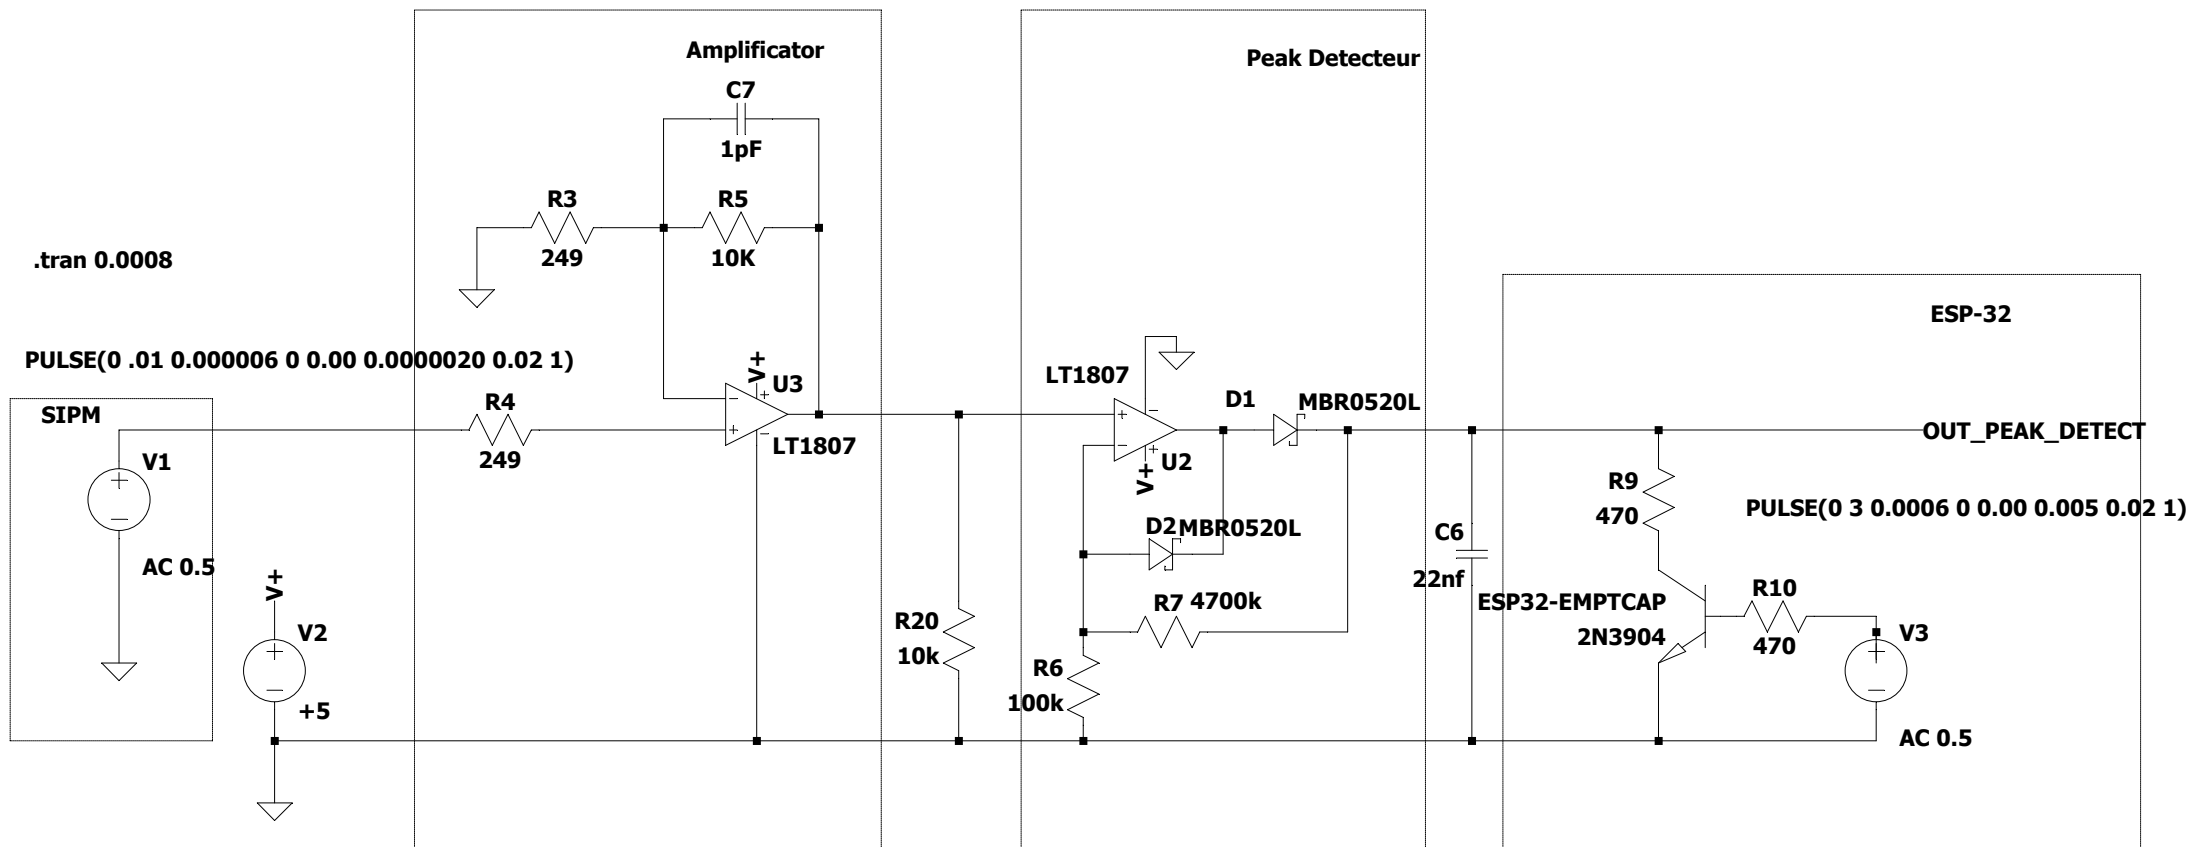 Amplificator
Peak Detecteur
C7
1pF
R3
249
R5
10K
.tran 0.0008
ESP-32
PULSE(0 .01 0.000006 0 0.00 0.0000020 0.02 1)
V+
U3
LT1807
SIPM
R4
249
LT1807
D1
MBR0520L
OUT_PEAK_DETECT
V1
U2
V+
R9
470
PULSE(0 3 0.0006 0 0.00 0.005 0.02 1)
D2
MBR0520L
C6
22nf
AC 0.5
V+
R7
4700k
ESP32-EMPTCAP
2N3904
R10
470
R20
10k
V2
+5
R6
100k
V3
AC 0.5